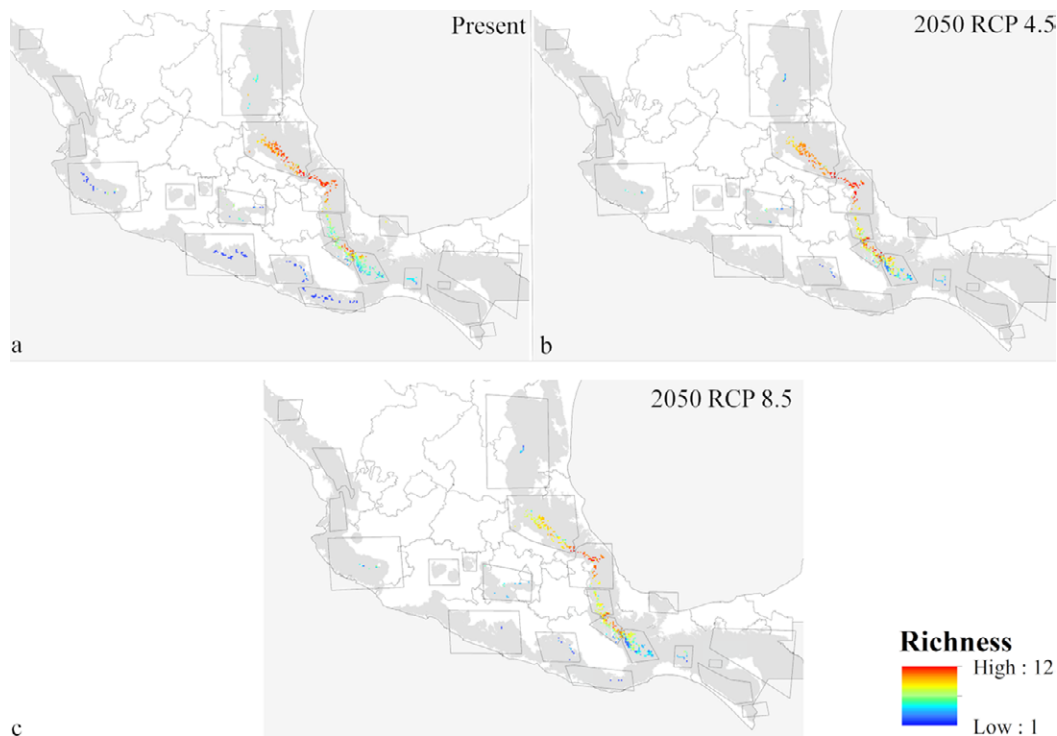 Present
a
2050 RCP 4.5
b
2050 RCP 8.5
c
Richness
High : 12
Low : 1